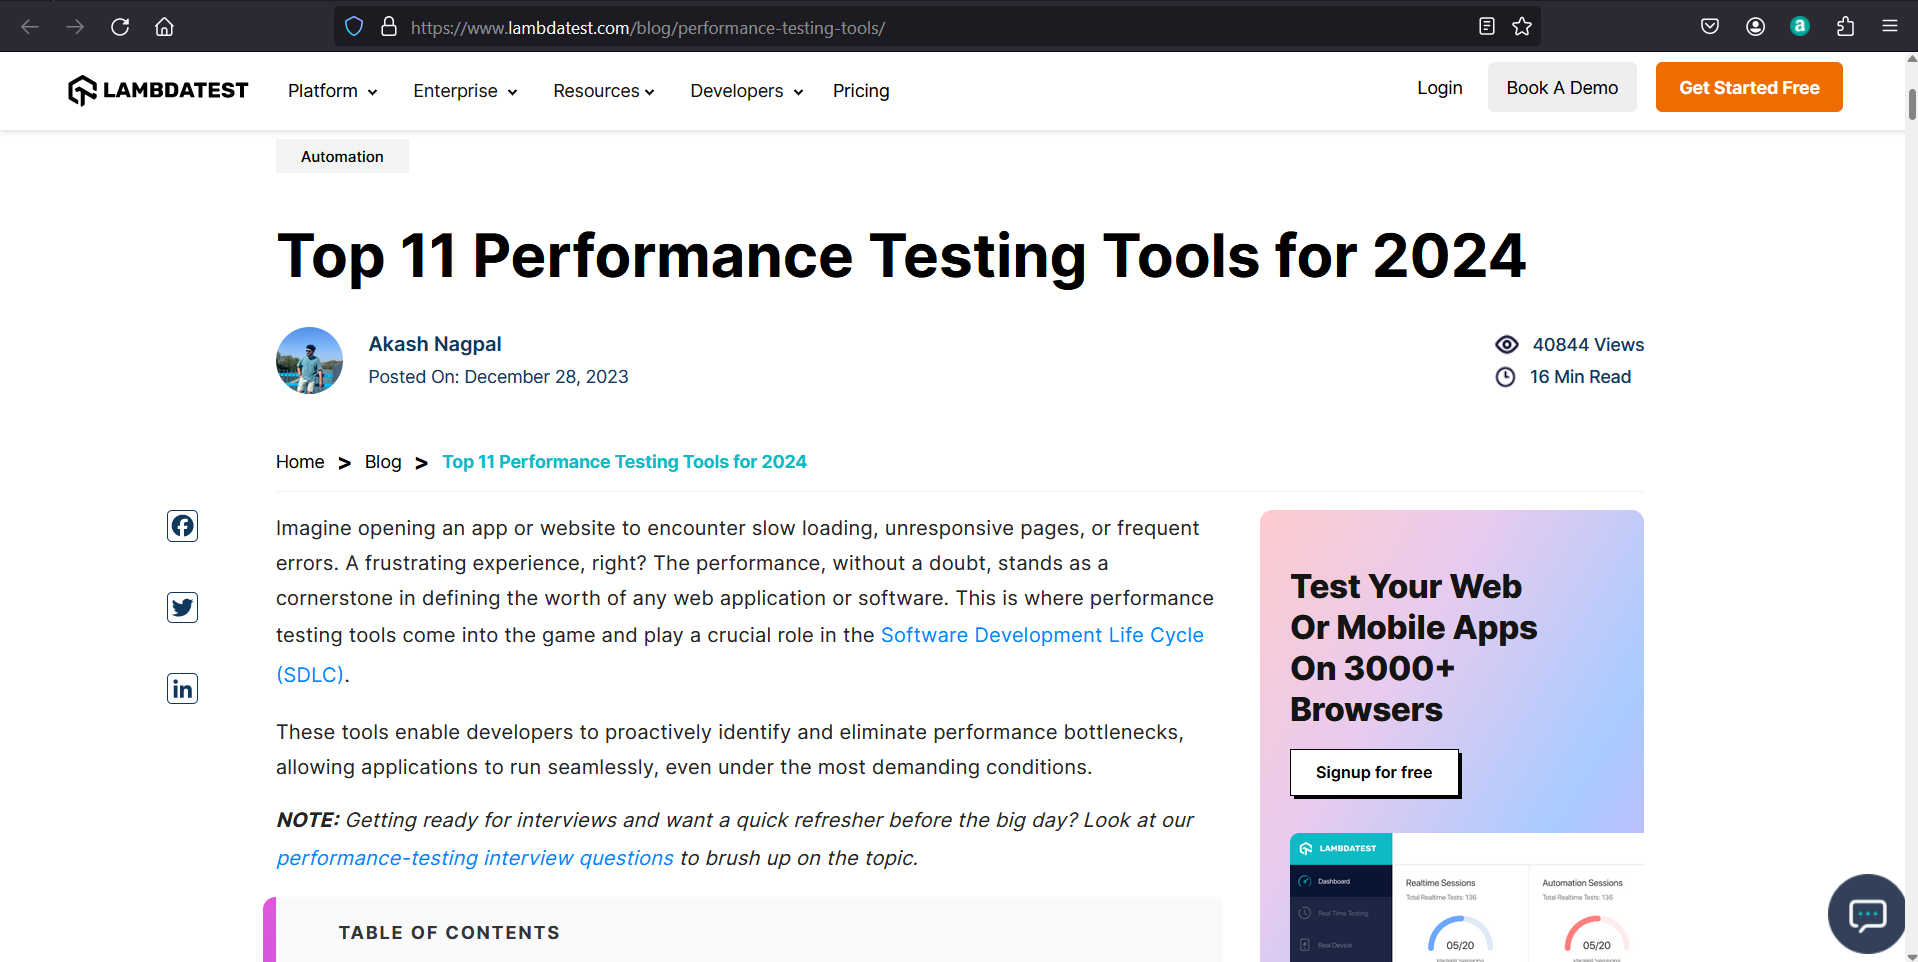 https://www.lambdatest.com/blog/performance-testing-tools/
a
LAMBDATEST
Platform
Enterprise
Resources
Developers
Pricing
Login
Book A Demo
Get Started Free
Automation
Top 11 Performance Testing Tools for 2024
Akash Nagpal
Posted On: December 28, 2023
40844 Views
16 Min Read
Home > Blog > Top 11 Performance Testing Tools for 2024
Imagine opening an app or website to encounter slow loading, unresponsive pages, or frequent
errors. A frustrating experience, right? The performance, without a doubt, stands as a
cornerstone in defining the worth of any web application or software. This is where performance
testing tools come into the game and play a crucial role in the Software Development Life Cycle
(SDLC).
These tools enable developers to proactively identify and eliminate performance bottlenecks,
allowing applications to run seamlessly, even under the most demanding conditions.
NOTE: Getting ready for interviews and want a quick refresher before the big day? Look at our
performance-testing interview questions to brush up on the topic.
TABLE OF CONTENTS
Test Your Web
Or Mobile Apps
On 3000+
Browsers
Signup for free
LAMBDATEST
Dashboard
Real Time Testing
Real Device
Realtime Sessions
Total Realtime Tests: 136
05/20
Automation Sessions
Total Realtime Tests: 136
05/20